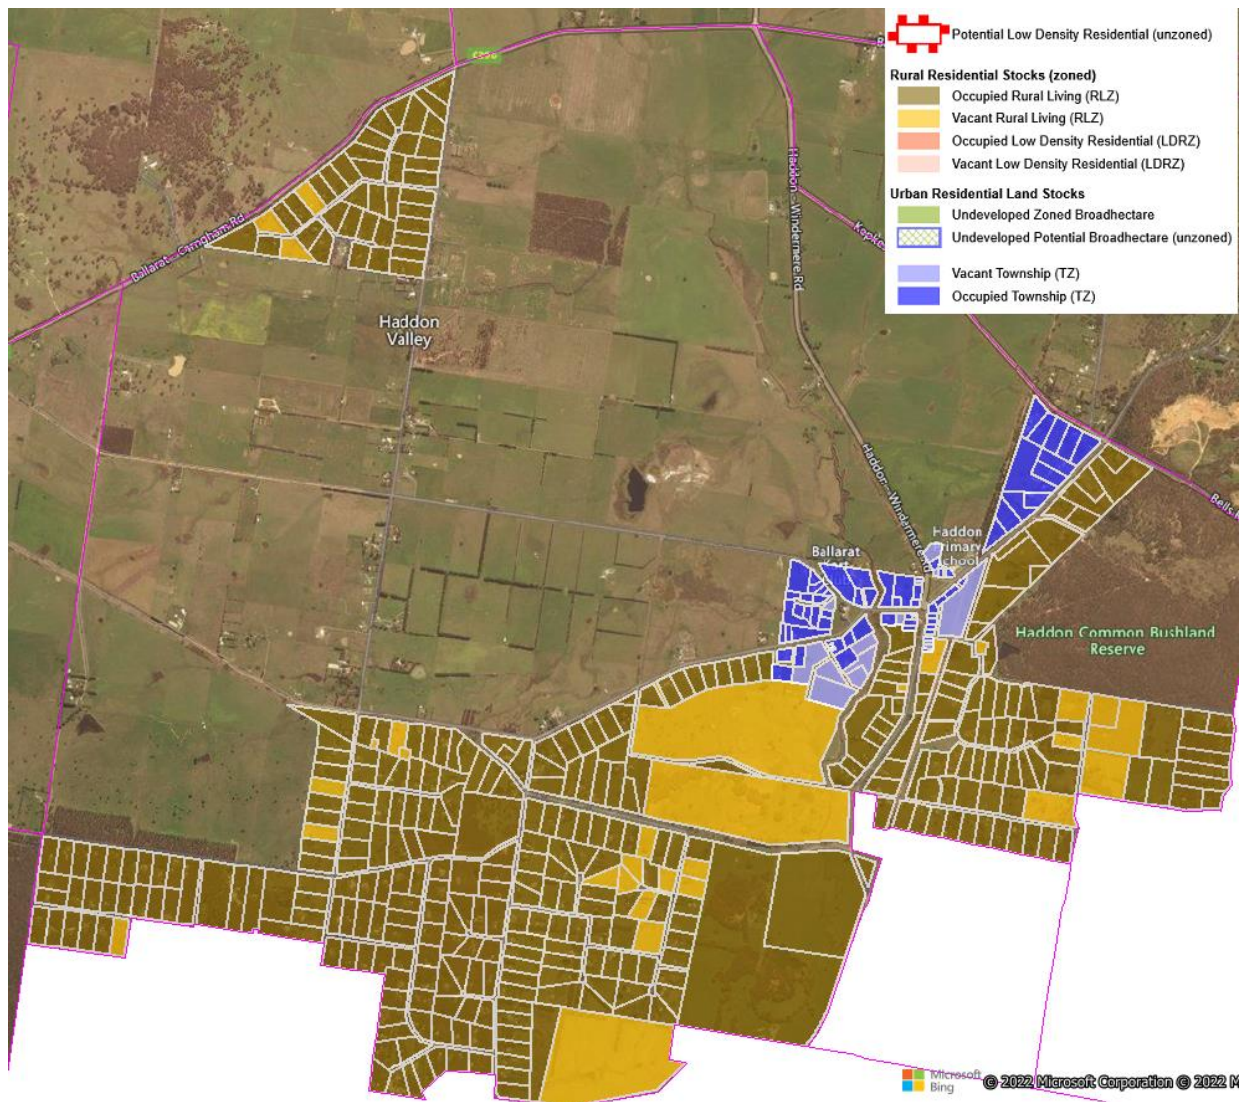 Potential Low Density Residential (unzoned)
Rural Residential Stocks (zoned)
Occupied Rural Living (RLZ)
Vacant Rural Living (RLZ)
Occupied Low Density Residential (LDRZ)
Vacant Low Density Residential (LDRZ)
Urban Residential Land Stocks
Undeveloped Zoned Broadhectare
Undeveloped Potential Broadhectare (unzoned)
Vacant Township (TZ)
Occupied Township (TZ)
Ballarat - Carngham Rd
Haddon - Windermere Rd
Haddon
Valley
Haddon - Windermere Rd
Bells
Haddon
Primary
School
Ballarat
Haddon Common Bushland
Reserve
Microsoft
Bing
© 2022 Microsoft Corporation © 2022 M